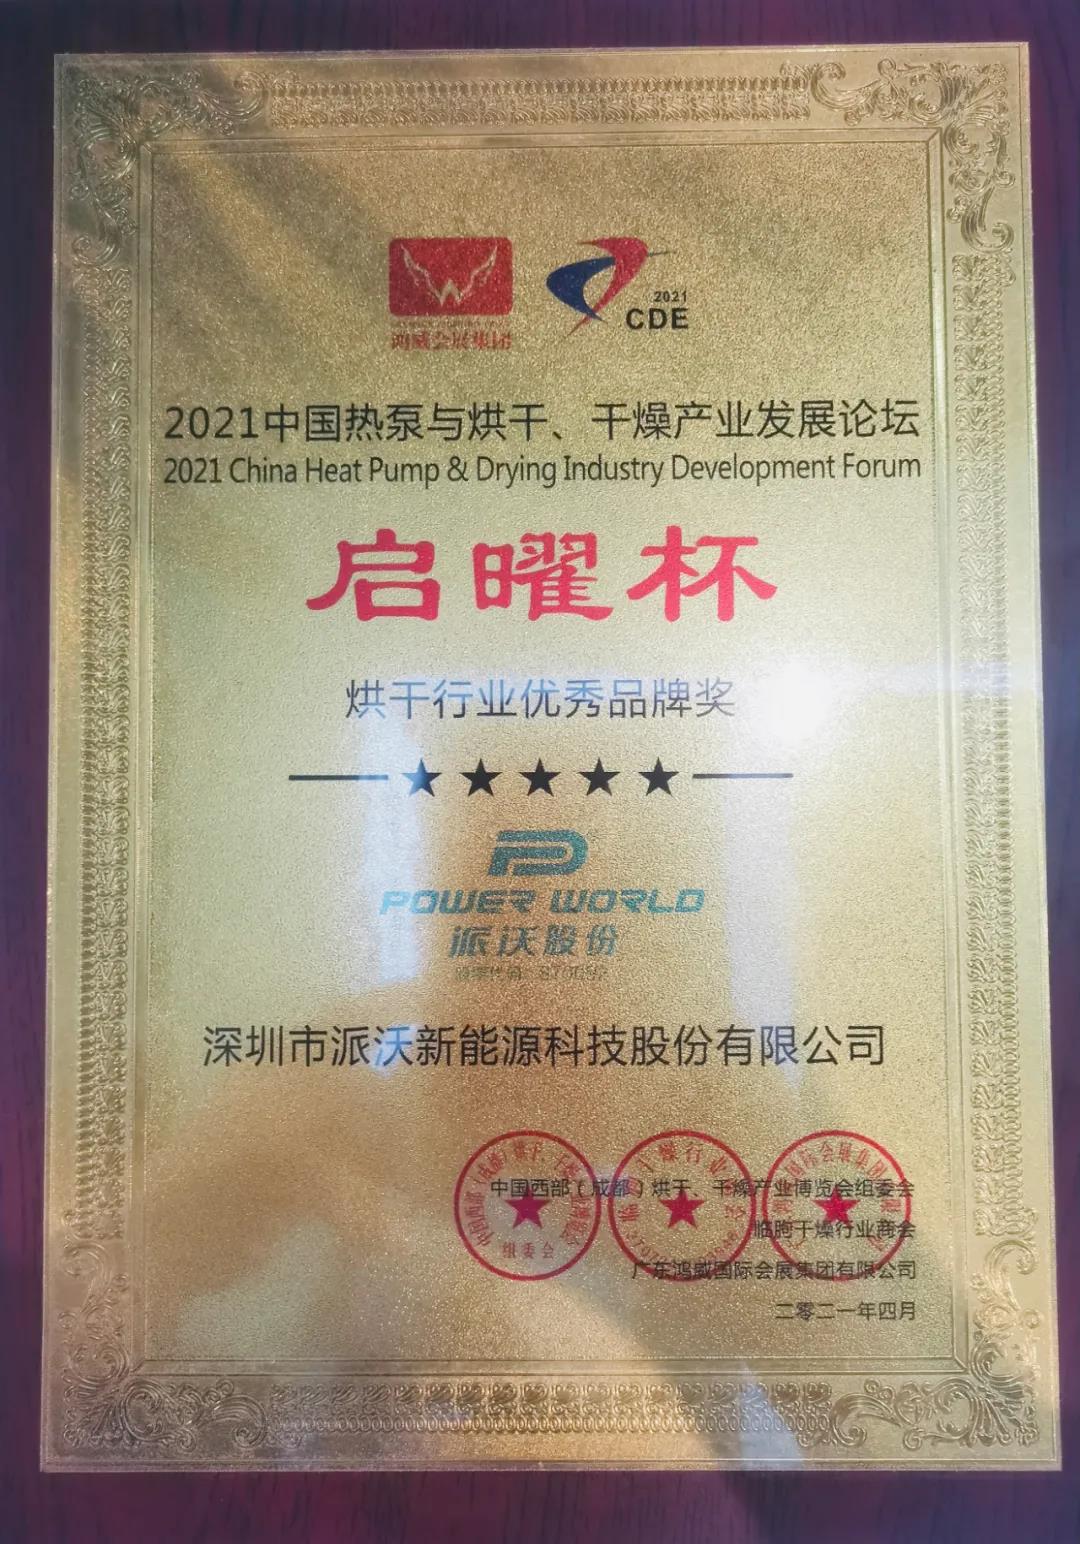 鸿威会展集团
2021
CDE
2021中国热泵与烘干、干燥产业发展论坛
2021 China Heat Pump & Drying Industry Development Forum
启曜杯
烘干行业优秀品牌奖
PD
POWER WORLD
派沃股份
深圳市派沃新能源科技股份有限公司
中国西部（成都）烘干、干燥产业博览会组委会
临朐干燥行业商会
广东鸿威国际会展集团有限公司
二零二一年四月
组委会